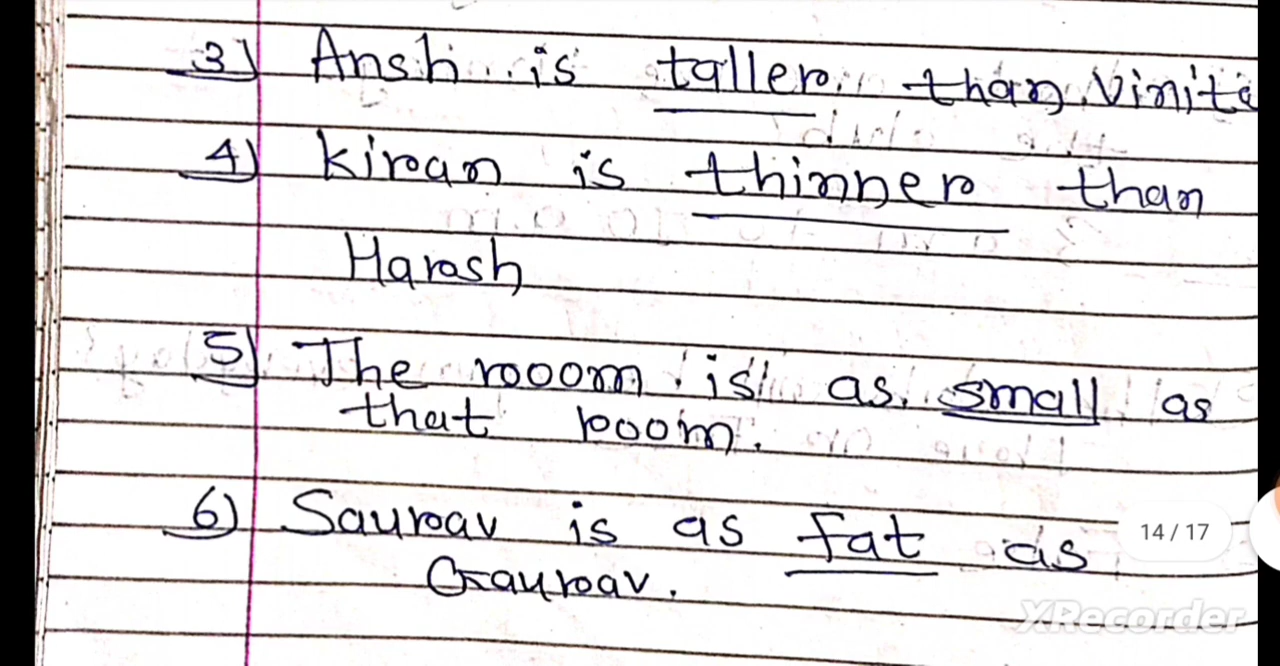 3) Ansh is taller than Vinita
4) Kiran is thinner than
Harsh
5) The room is as small as
that room.
6) Saurav is as fat as
Gaurav.
14 / 17
XRecorder